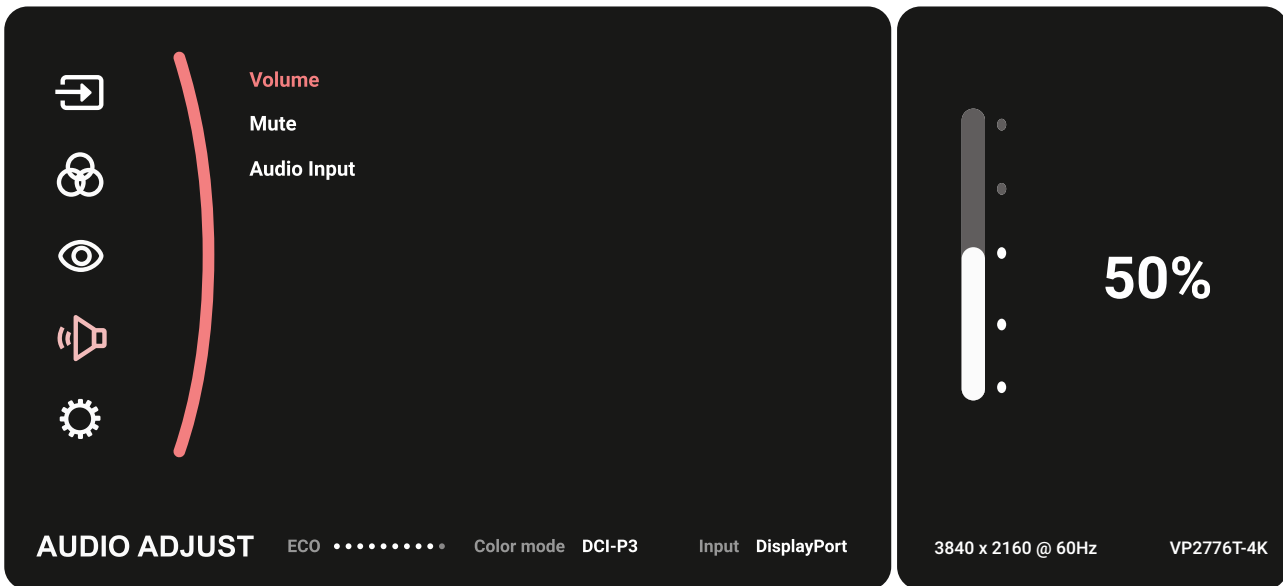 Volume
Mute
Audio Input
50%
AUDIO ADJUST ECO Color mode DCI-P3 Input DisplayPort
3840 x 2160 @ 60Hz VP2776T-4K